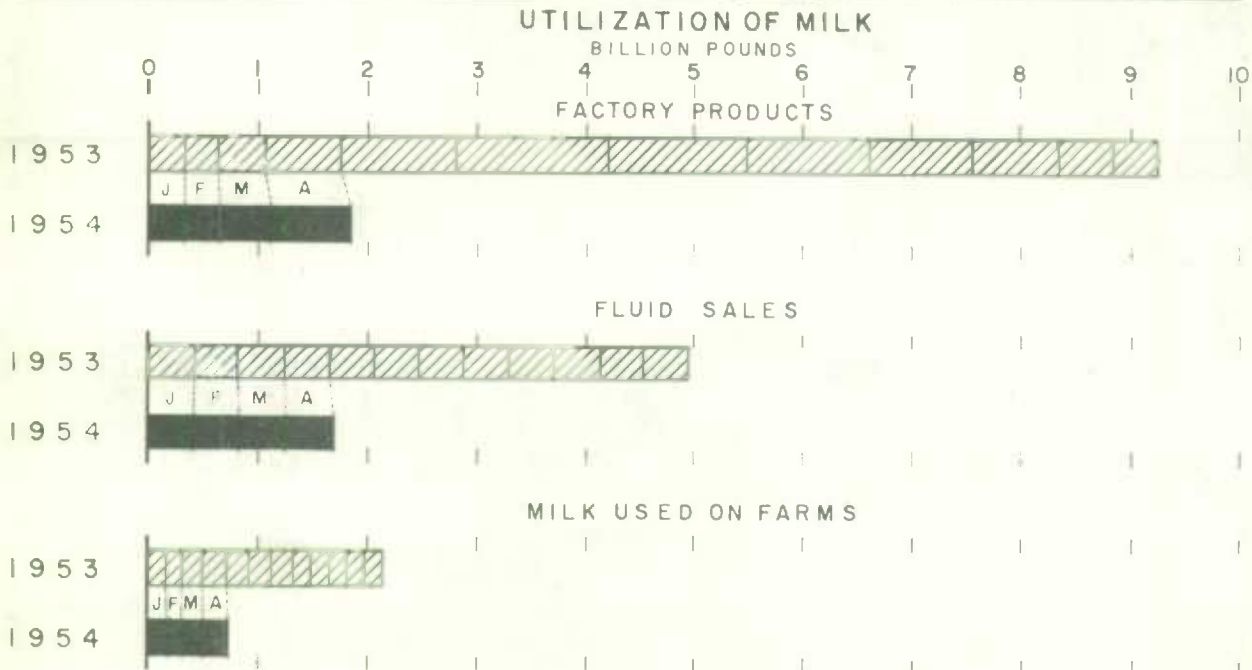 UTILIZATION OF MILK
BILLION POUNDS
0 1 2 3 4 5 6 7 8 9 10
FACTORY PRODUCTS
1953
J F M A
1954
FLUID SALES
1953
J F M A
1954
MILK USED ON FARMS
1953
J F M A
1954